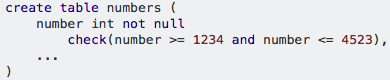 create table numbers (
    number int not null
        check(number >= 1234 and number <= 4523),
    ...
)